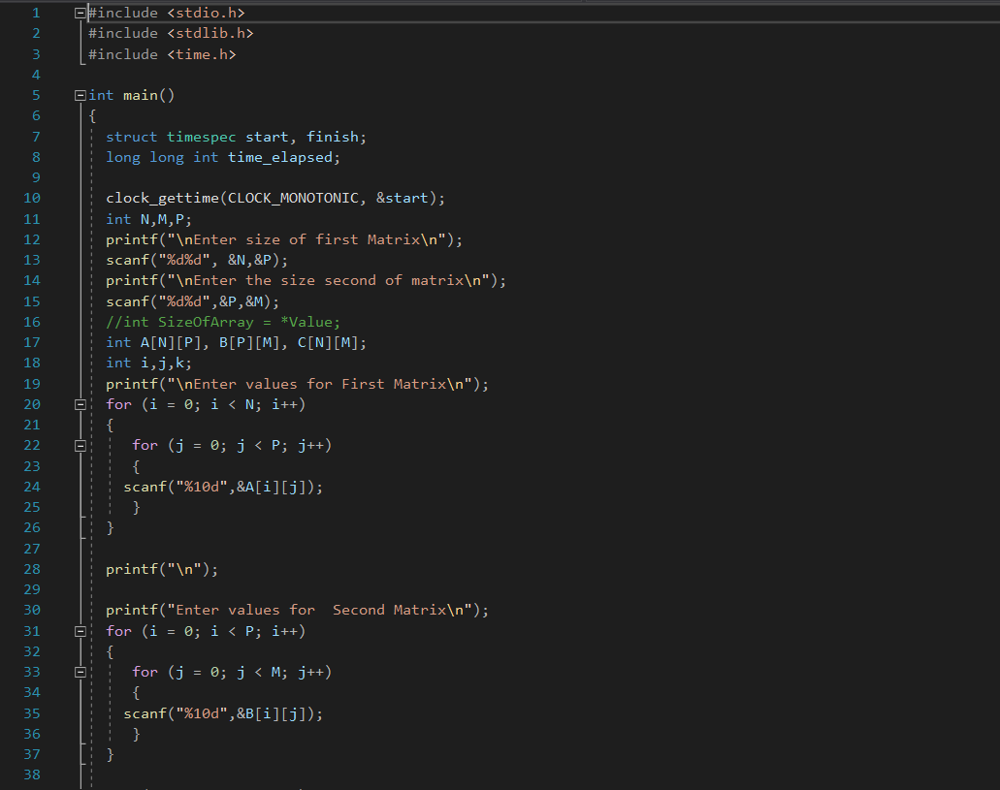 1 #include <stdio.h>
2 #include <stdlib.h>
3 #include <time.h>
4
5 int main()
6 {
7 struct timespec start, finish;
8 long long int time_elapsed;
9
10 clock_gettime(CLOCK_MONOTONIC, &start);
11 int N,M,P;
12 printf("\nEnter size of first Matrix\n");
13 scanf("%d%d", &N,&P);
14 printf("\nEnter the size second of matrix\n");
15 scanf("%d%d",&P,&M);
16 //int SizeOfArray = *Value;
17 int A[N][P], B[P][M], C[N][M];
18 int i,j,k;
19 printf("\nEnter values for First Matrix\n");
20 for (i = 0; i < N; i++)
21 {
22 for (j = 0; j < P; j++)
23 {
24 scanf("%10d",&A[i][j]);
25 }
26 }
27
28 printf("\n");
29
30 printf("Enter values for  Second Matrix\n");
31 for (i = 0; i < P; i++)
32 {
33 for (j = 0; j < M; j++)
34 {
35 scanf("%10d",&B[i][j]);
36 }
37 }
38